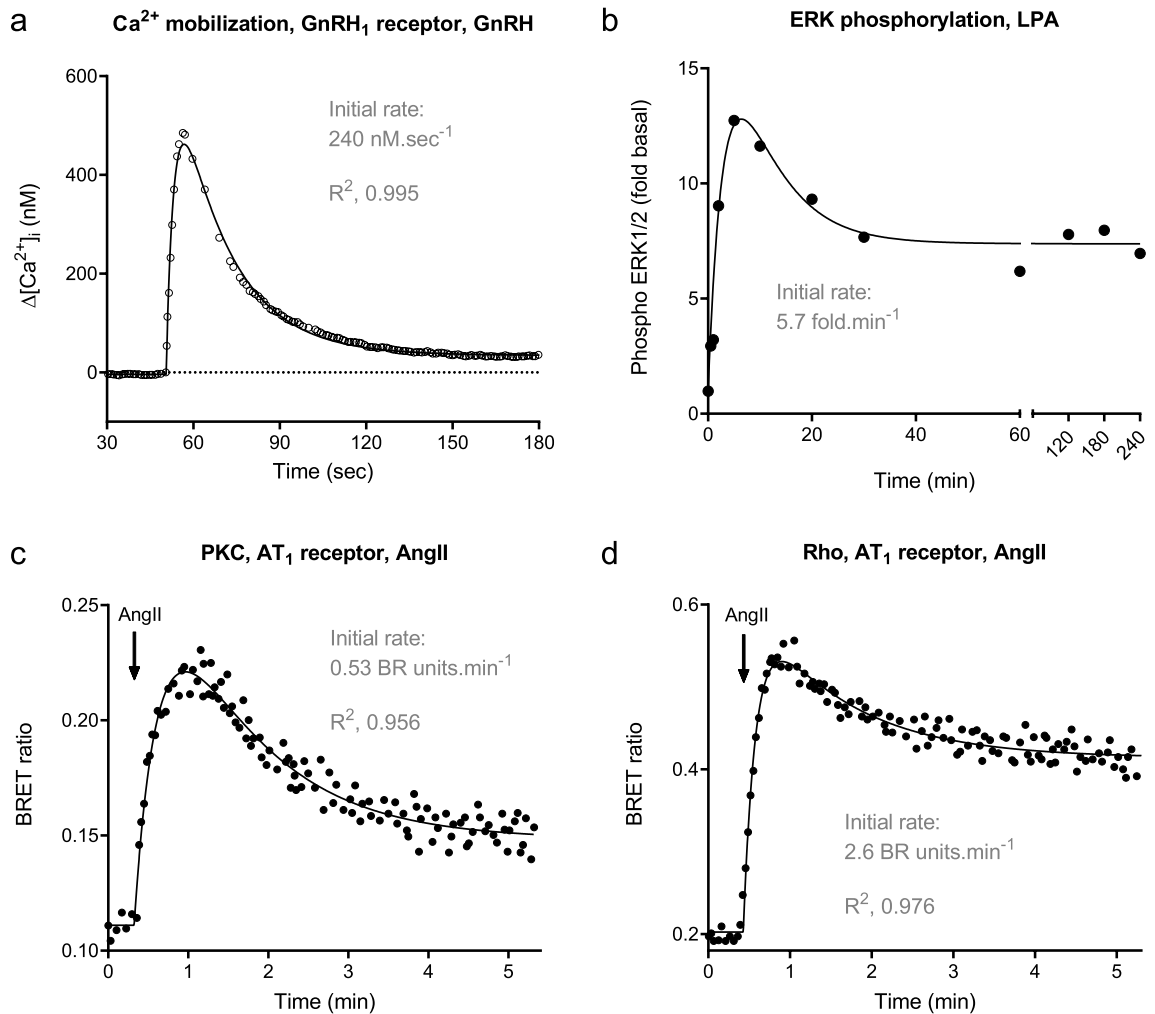 a
Ca2+ mobilization, GnRH1 receptor, GnRH
600
400
200
0
Δ[Ca2+]i (nM)
Initial rate:
240 nM.sec-1
R2, 0.995
30 60 90 120 150 180
Time (sec)
b
ERK phosphorylation, LPA
15
10
5
0
Phospho ERK1/2 (fold basal)
Initial rate:
5.7 fold.min-1
0 20 40 60 120 180 240
Time (min)
c
PKC, AT1 receptor, AngII
0.25
0.20
0.15
0.10
BRET ratio
AngII
Initial rate:
0.53 BR units.min-1
R2, 0.956
0 1 2 3 4 5
Time (min)
d
Rho, AT1 receptor, AngII
0.6
0.4
0.2
BRET ratio
AngII
Initial rate:
2.6 BR units.min-1
R2, 0.976
0 1 2 3 4 5
Time (min)